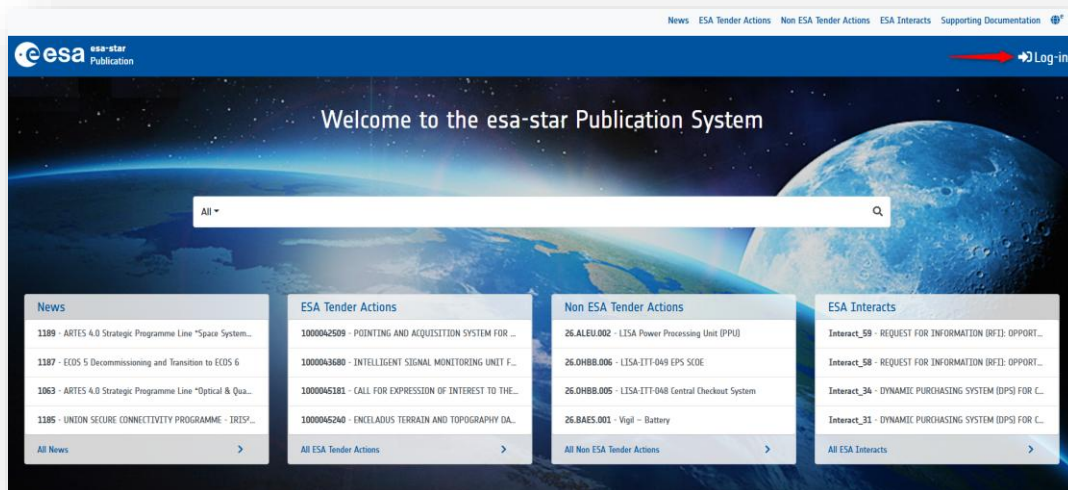 News ESA Tender Actions Non ESA Tender Actions ESA Interacts Supporting Documentation
esa esa-star
Publication
Log-in
Welcome to the esa-star Publication System
All
News
1189 - ARTES 4.0 Strategic Programme Line "Space System...
1187 - ECOS 5 Decommissioning and Transition to ECOS 6
1063 - ARTES 4.0 Strategic Programme Line "Optical & Qua...
1185 - UNION SECURE CONNECTIVITY PROGRAMME - IRIS²...
All News
ESA Tender Actions
1000042509 - POINTING AND ACQUISITION SYSTEM FOR ...
1000043680 - INTELLIGENT SIGNAL MONITORING UNIT F...
1000045181 - CALL FOR EXPRESSION OF INTEREST TO THE...
1000045240 - ENCELADUS TERRAIN AND TOPOGRAPHY DA...
All ESA Tender Actions
Non ESA Tender Actions
26.ALEU.002 - LISA Power Processing Unit (PPU)
26.OHBB.006 - LISA-ITT-049 EPS SCOE
26.OHBB.005 - LISA-ITT-048 Central Checkout System
26.BAES.001 - Vigil – Battery
All Non ESA Tender Actions
ESA Interacts
Interact_59 - REQUEST FOR INFORMATION (RFI): OPPORT...
Interact_58 - REQUEST FOR INFORMATION (RFI): OPPORT...
Interact_34 - DYNAMIC PURCHASING SYSTEM (DPS) FOR C...
Interact_31 - DYNAMIC PURCHASING SYSTEM (DPS) FOR C...
All ESA Interacts